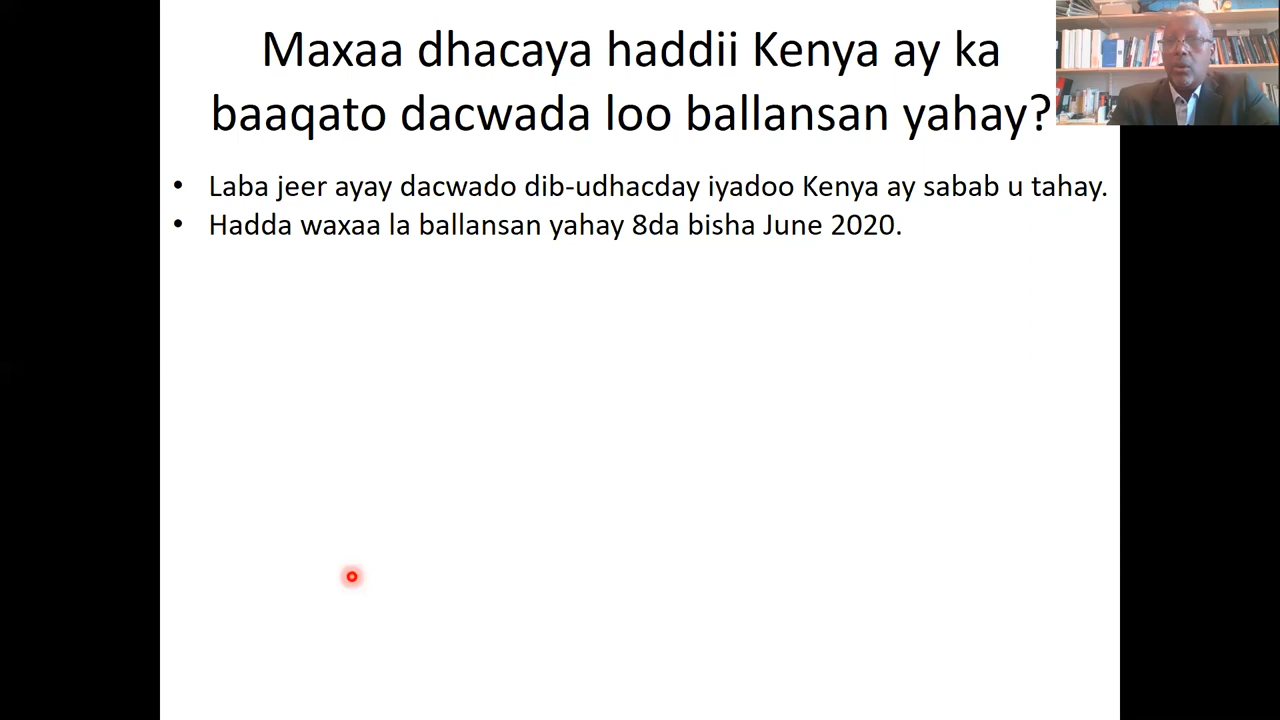 Maxaa dhacaya haddii Kenya ay ka
baaqato dacwada loo ballansan yahay?
• Laba jeer ayay dacwado dib-udhacday iyadoo Kenya ay sabab u tahay.
• Hadda waxaa la ballansan yahay 8da bisha June 2020.